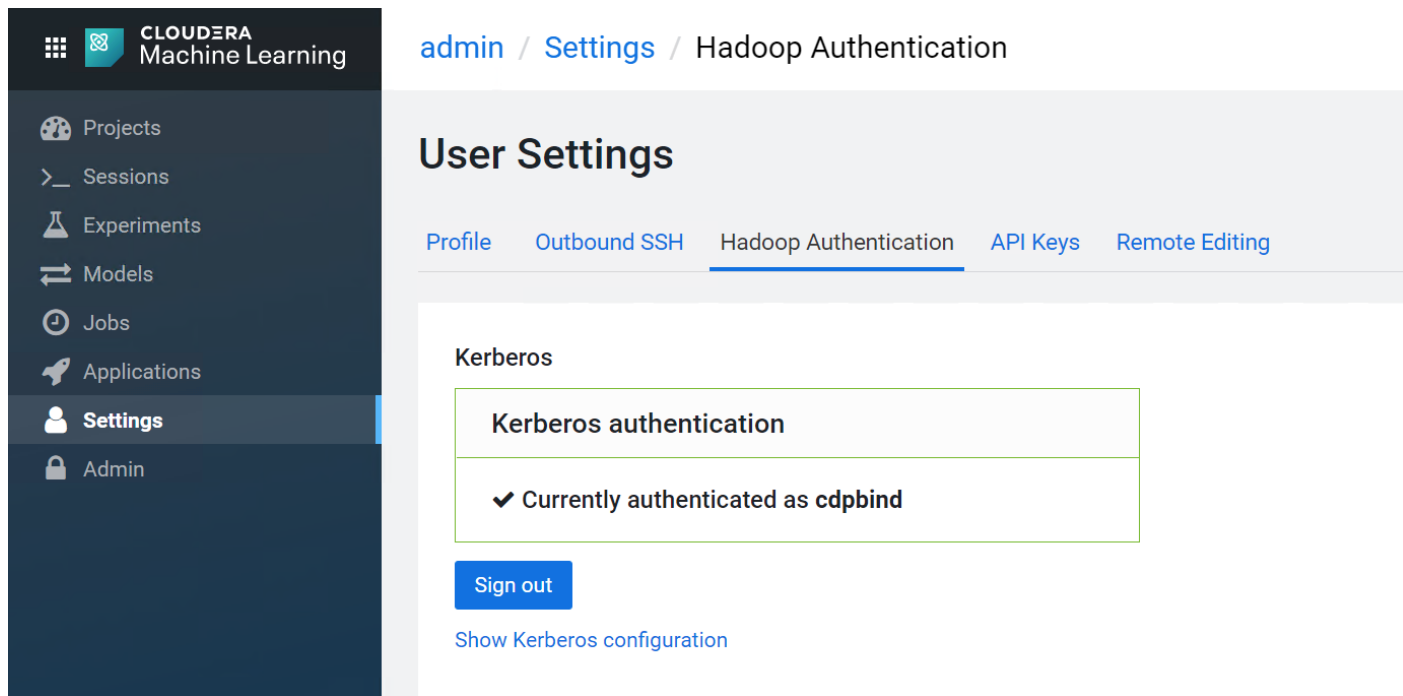 CLOUDERA
Machine Learning
admin / Settings / Hadoop Authentication
Projects
Sessions
Experiments
Models
Jobs
Applications
Settings
Admin
User Settings
Profile Outbound SSH Hadoop Authentication API Keys Remote Editing
Kerberos
Kerberos authentication
Currently authenticated as cdpbind
Sign out
Show Kerberos configuration